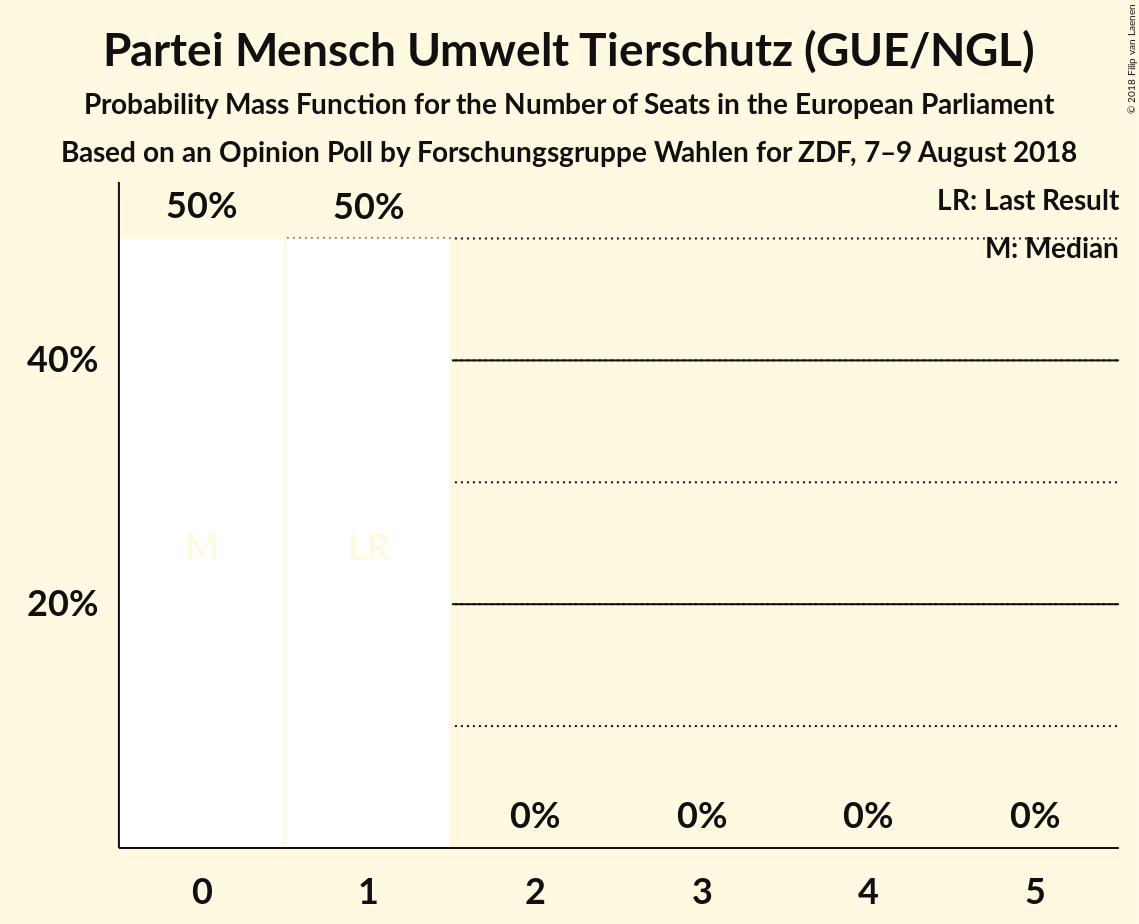 Partei Mensch Umwelt Tierschutz (GUE/NGL)
Probability Mass Function for the Number of Seats in the European Parliament
Based on an Opinion Poll by Forschungsgruppe Wahlen for ZDF, 7–9 August 2018
© 2018 Filip van Laenen
LR: Last Result
M: Median
50% 50%
40%
M LR
20%
0% 0% 0% 0%
0 1 2 3 4 5